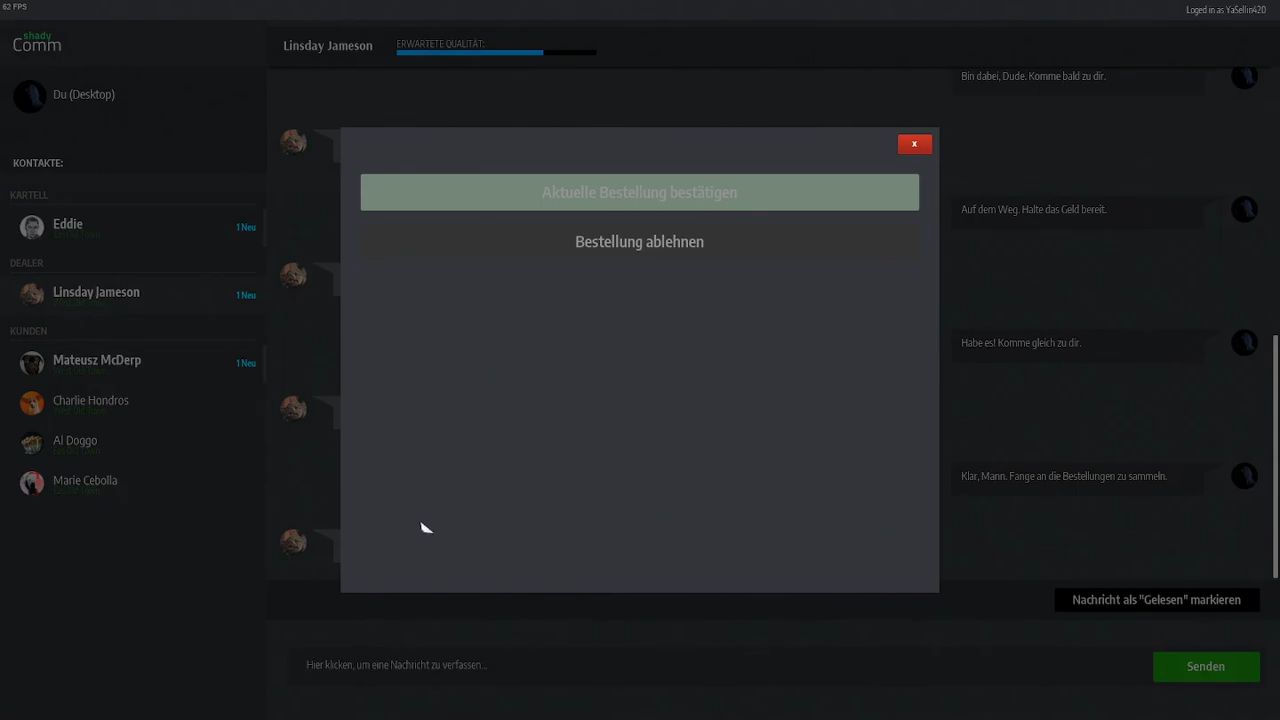 62 FPS
Loged in as YaSellin420
shady
Comm
Linsday Jameson
ERWARTETE QUALITÄT:
Du (Desktop)
Bin dabei, Dude. Komme bald zu dir.
x
KONTAKTE:
Aktuelle Bestellung bestätigen
KARTELL
Auf dem Weg. Halte das Geld bereit.
Eddie
1 Neu
Bestellung ablehnen
DEALER
Linsday Jameson
1 Neu
KUNDEN
Habe es! Komme gleich zu dir.
Mateusz McDerp
1 Neu
Charlie Hondros
Al Doggo
Marie Cebolla
Klar, Mann. Fange an die Bestellungen zu sammeln.
Nachricht als "Gelesen" markieren
Hier klicken, um eine Nachricht zu verfassen...
Senden